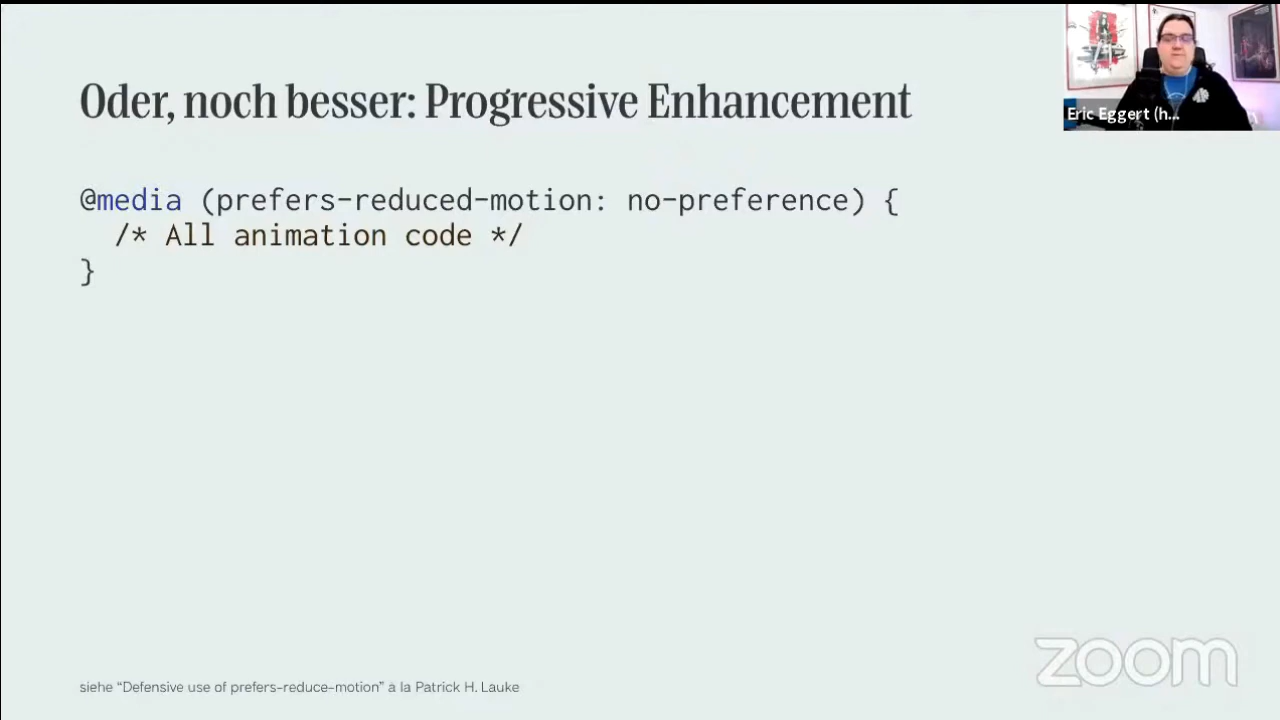 Oder, noch besser: Progressive Enhancement
Eric Eggert (h...
@media (prefers-reduced-motion: no-preference) {
/* All animation code */
}
siehe “Defensive use of prefers-reduce-motion” à la Patrick H. Lauke
zoom